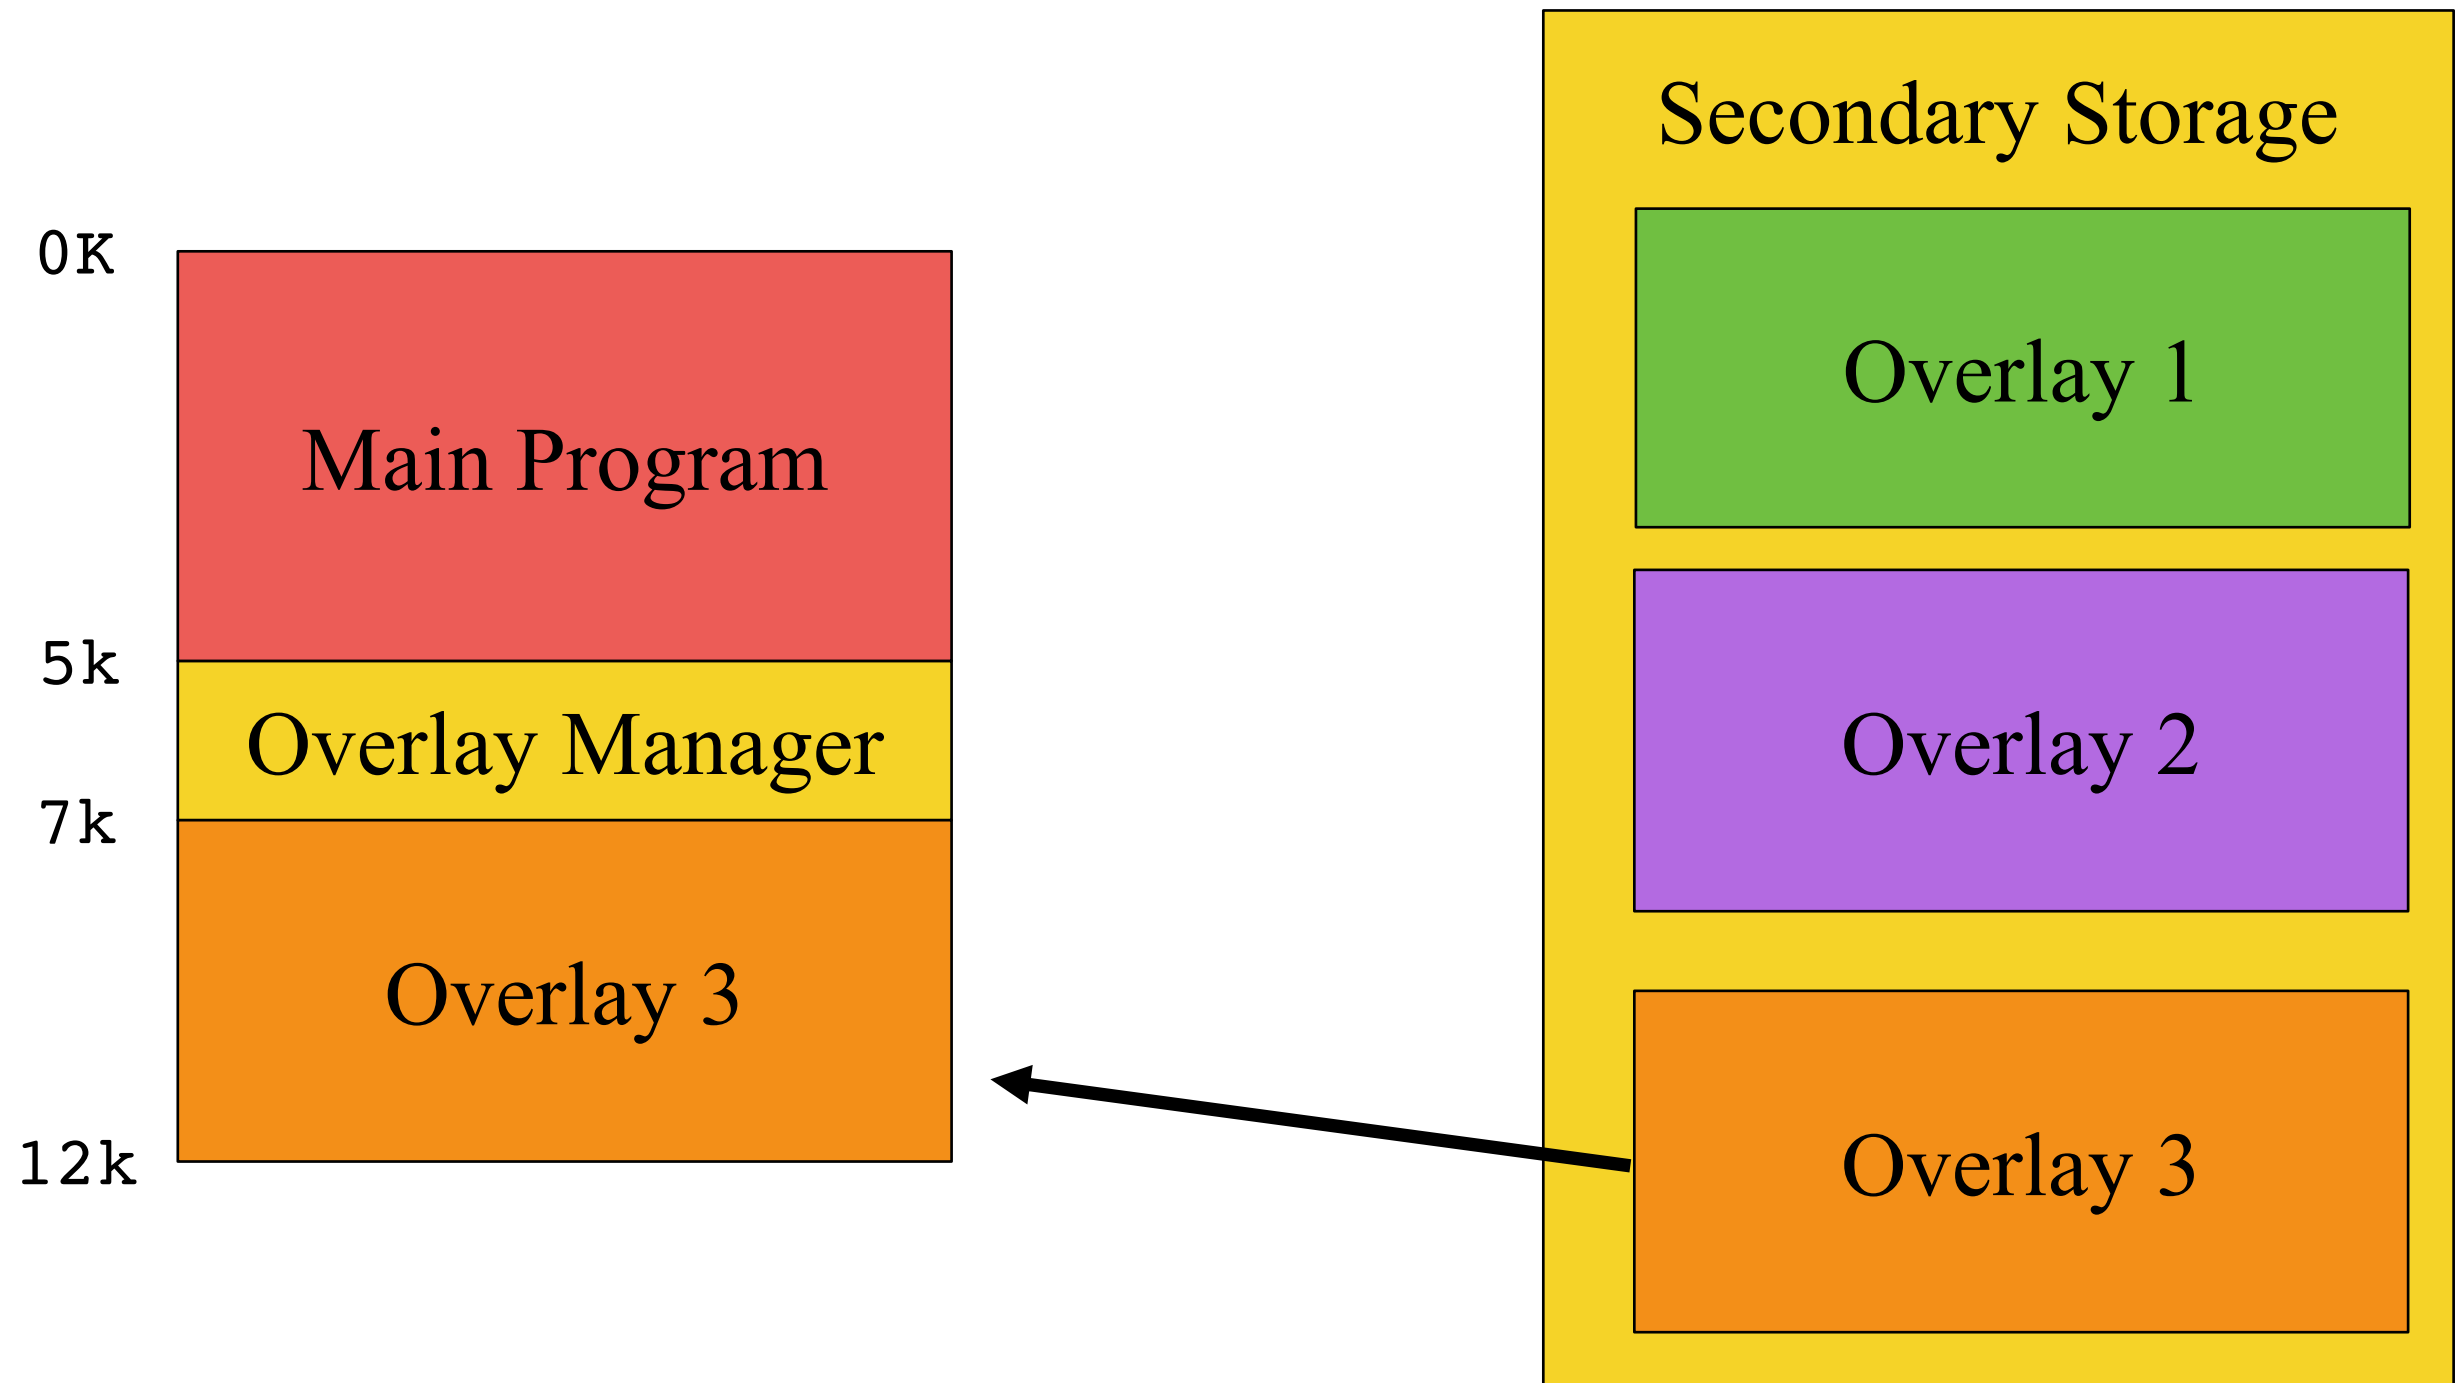 Secondary Storage
0K
Main Program
5k
Overlay Manager
7k
Overlay 3
12k
Overlay 1
Overlay 2
Overlay 3